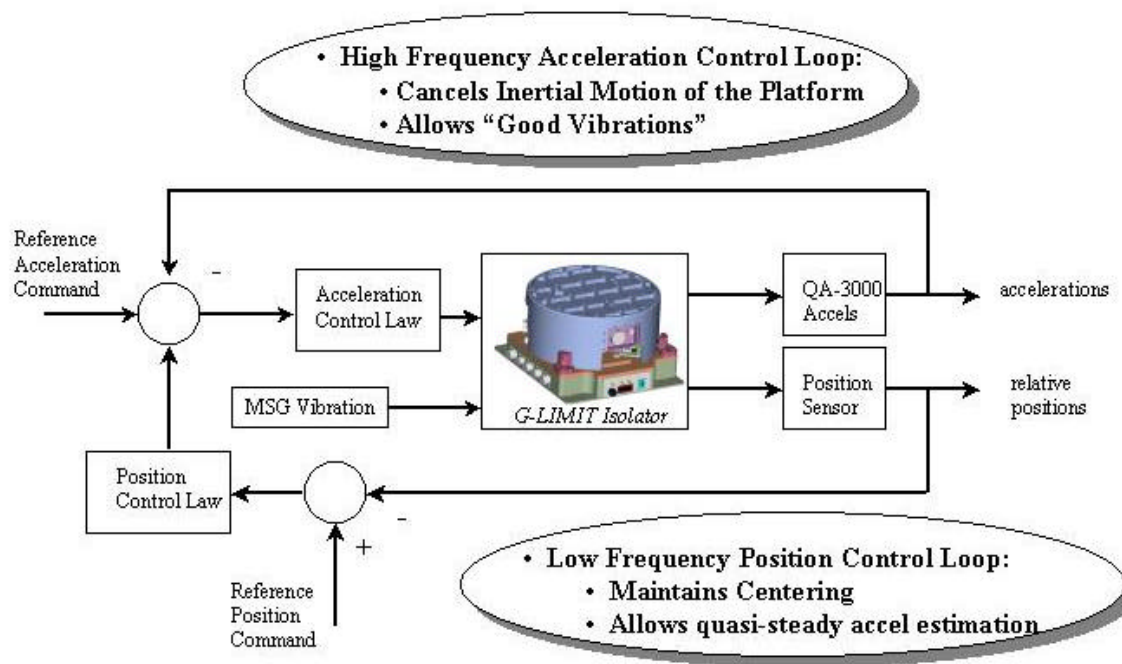 • High Frequency Acceleration Control Loop:
• Cancels Inertial Motion of the Platform
• Allows “Good Vibrations”
Reference
Acceleration
Command
-
Acceleration
Control Law
QA-3000
Accels
accelerations
MSG Vibration
G-LIMIT Isolator
Position
Sensor
relative
positions
Position
Control Law
-
+
Reference
Position
Command
• Low Frequency Position Control Loop:
• Maintains Centering
• Allows quasi-steady accel estimation